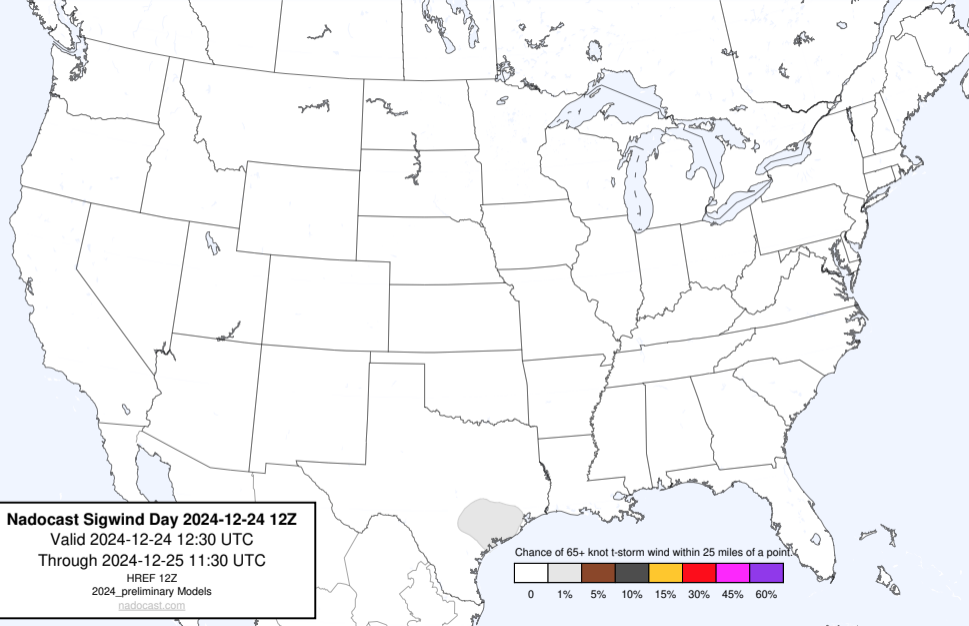 Nadocast Sigwind Day 2024-12-24 12Z
Valid 2024-12-24 12:30 UTC
Through 2024-12-25 11:30 UTC
HREF 12Z
2024_preliminary Models
nadocast.com
Chance of 65+ knot t-storm wind within 25 miles of a point.
0 1% 5% 10% 15% 30% 45% 60%